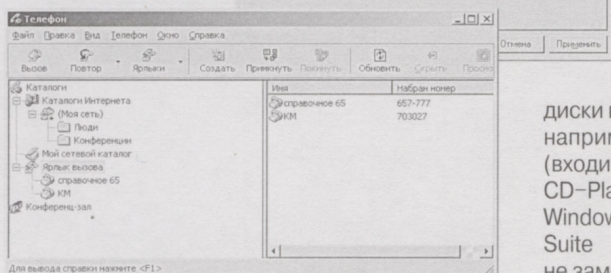 Телефон
Файл Правка Вид Телефон Окно Справка
Вызов Повтор Ярлыки Создать Примкнуть Покинуть Обновить Скрыть
Каталоги
Каталоги Интернета
(Моя сеть)
Люди
Конференции
Мой сетевой каталог
Ярлык вызова
справочное 65
КМ
Конференц-зал
Имя Набран номер
справочное 65 657-777
КМ 703027
Для вывода справки нажмите <F1>
Отмена Применить
диски
(входи
CD-Pla
Window
Suite
не зам